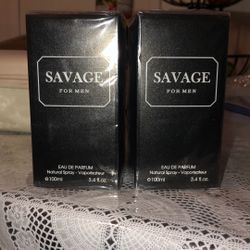 SAVAGE
FOR MEN
EAU DE PARFUM
Natural Spray - Vaporisateur
℮100ml 3.4 fl.oz
SAVAGE
FOR MEN
EAU DE PARFUM
Natural Spray - Vaporisateur
℮100ml 3.4 fl.oz